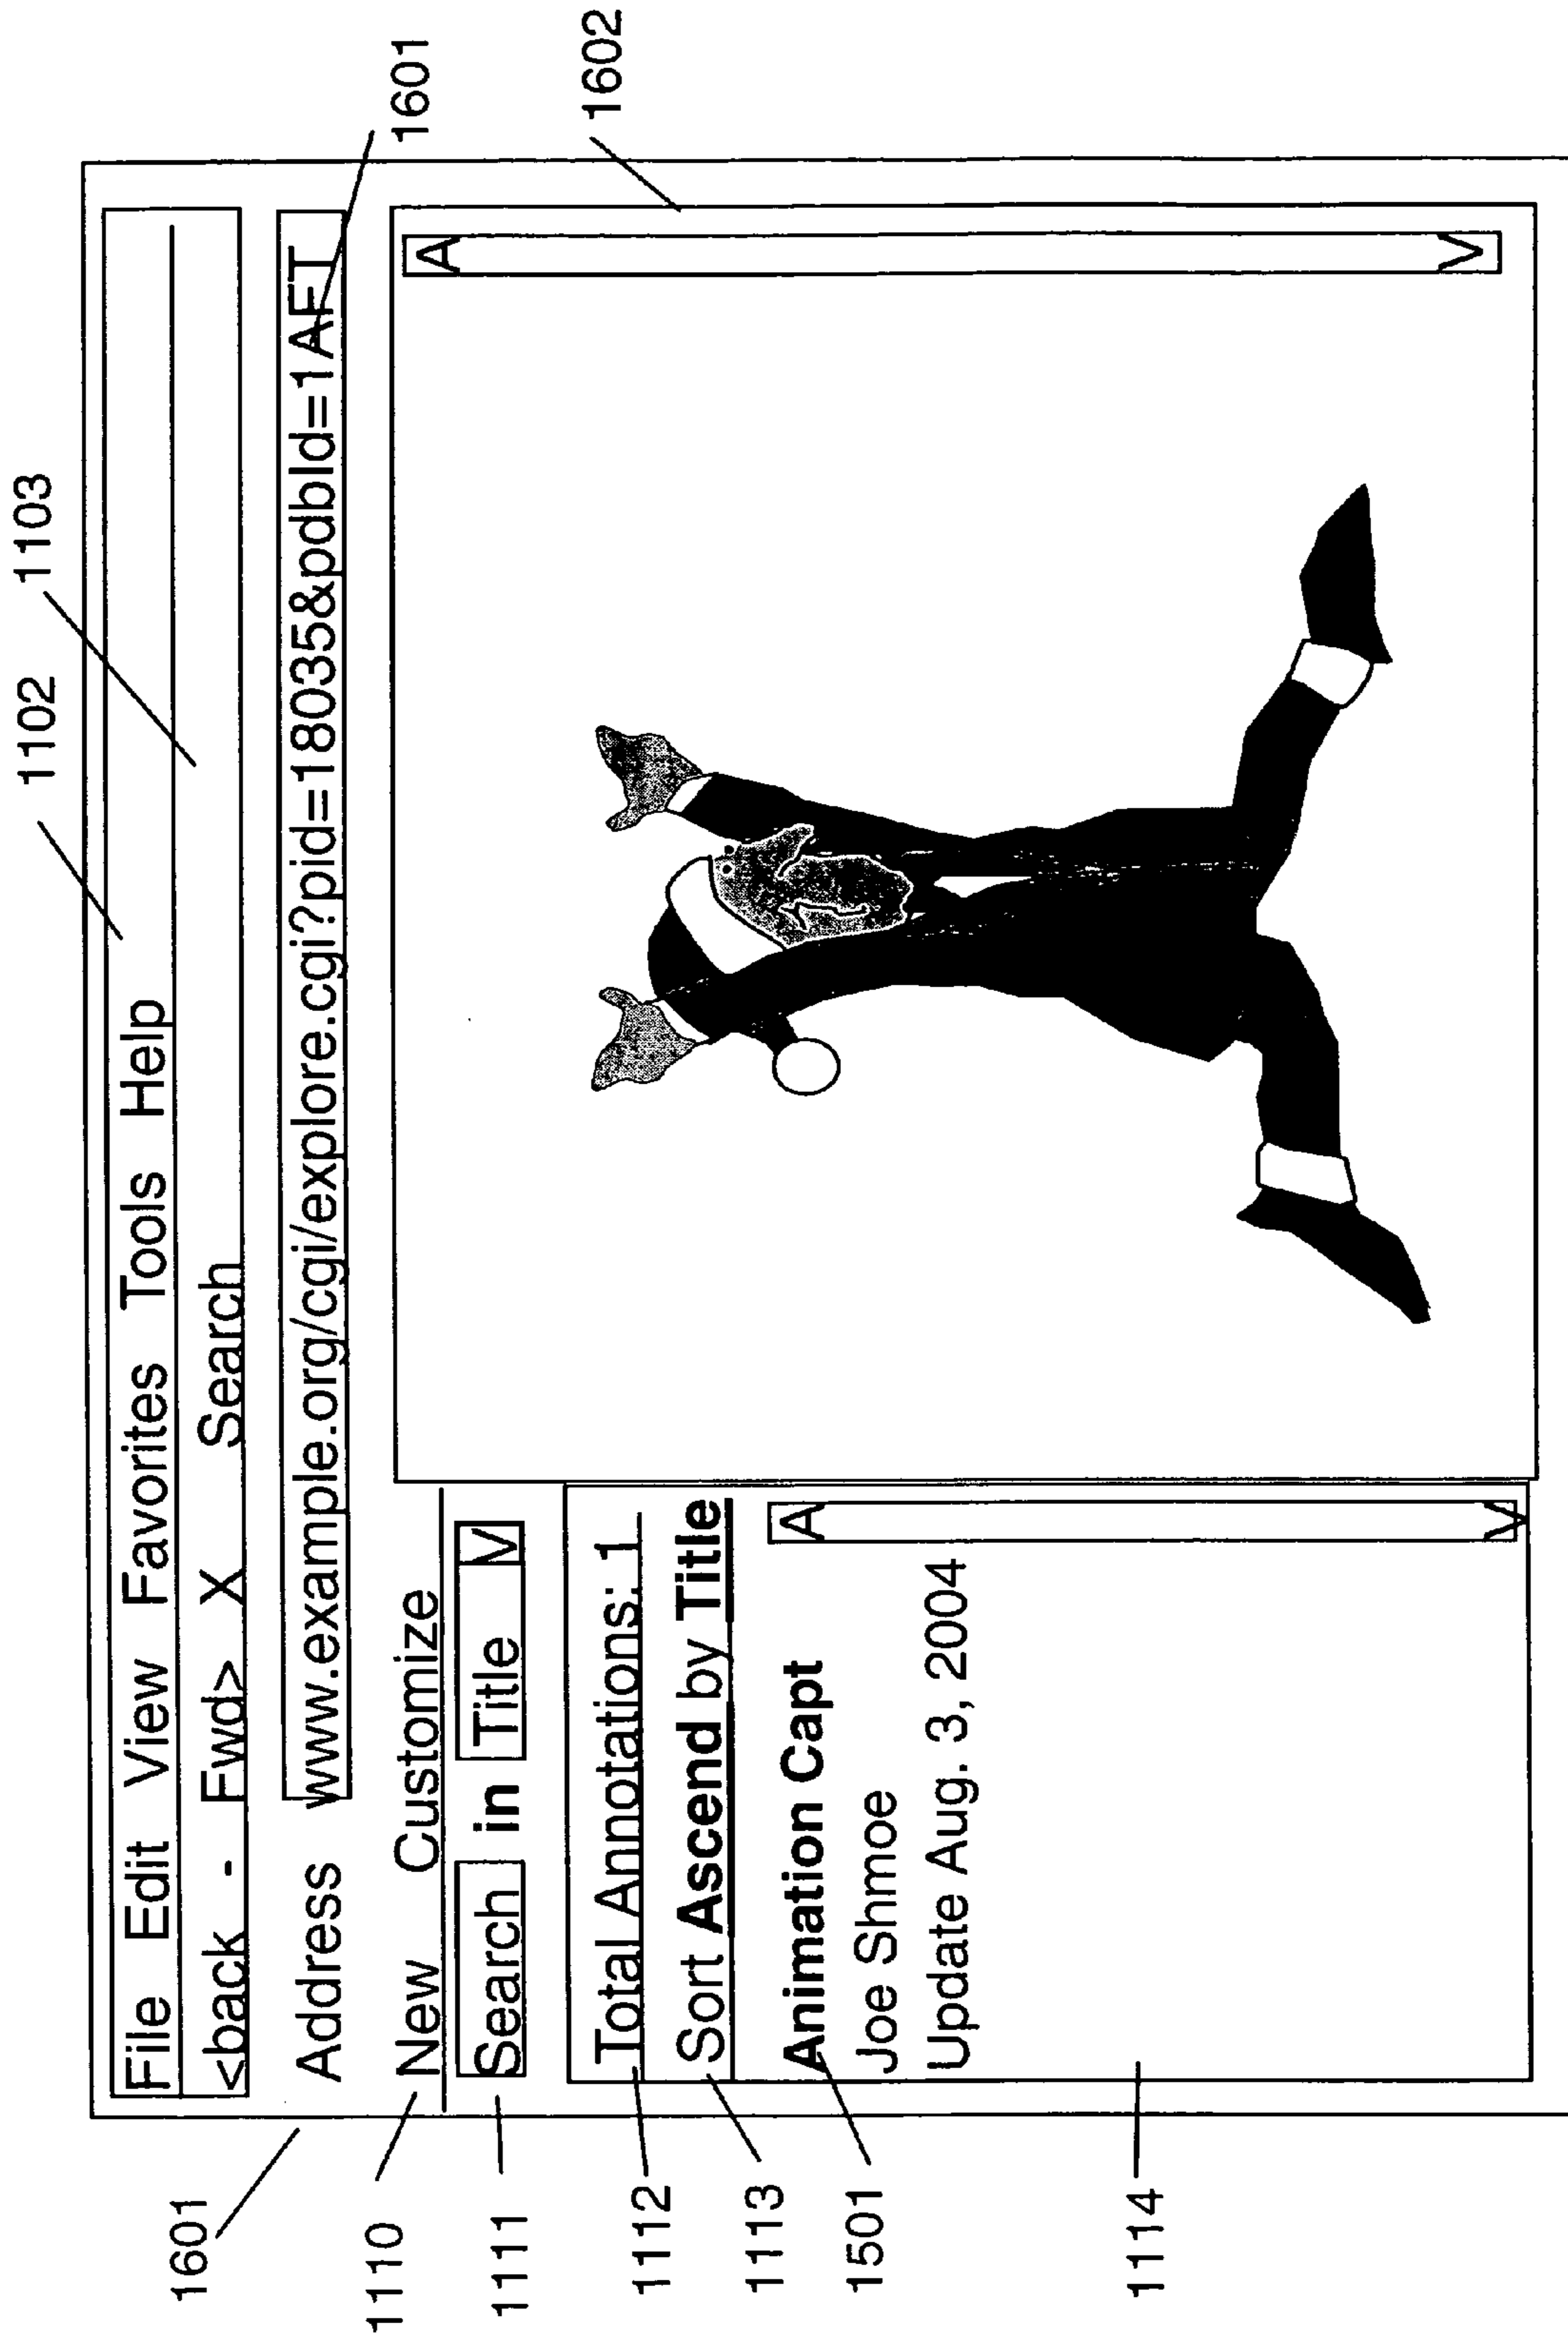 1102
1103
File Edit View Favorites Tools Help
<back - Fwd> X Search
Address www.example.org/cgi/explore.cgi?pid=18035&pdbId=1AFT
1601
1601
1110
New Customize
1602
A
1111
Search in Title V
1112
Total Annotations: 1
1113
Sort Ascend by Title
A
1501
Animation Capt
Joe Shmoe
Update Aug. 3, 2004
1114
V
V